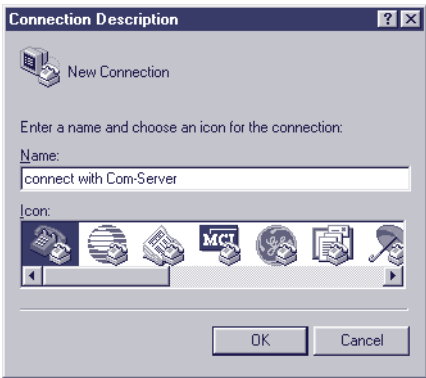 Connection Description
New Connection
Enter a name and choose an icon for the connection:
Name:
connect with Com-Server
Icon:
MCI
OK Cancel